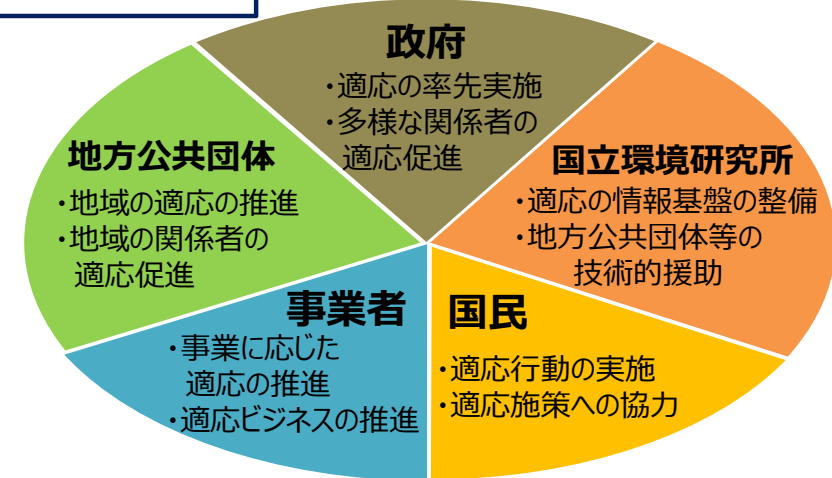 政府
・適応の率先実施
・多様な関係者の
適応促進
地方公共団体
・地域の適応の推進
・地域の関係者の
適応促進
国立環境研究所
・適応の情報基盤の整備
・地方公共団体等の
技術的援助
事業者
・事業に応じた
適応の推進
・適応ビジネスの推進
国民
・適応行動の実施
・適応施策への協力